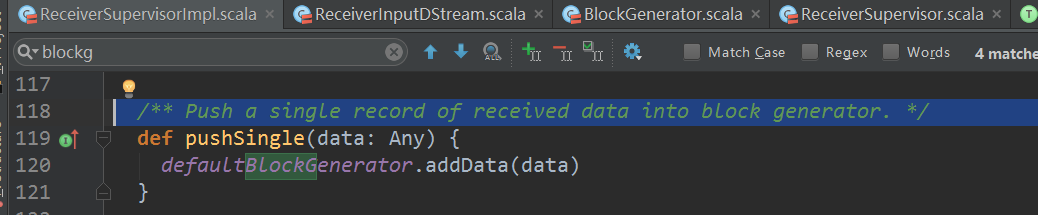 ReceiverSupervisorImpl.scala ReceiverInputDStream.scala BlockGenerator.scala ReceiverSupervisor.scala
blockg Match Case Regex Words 4 matche
117
118 /** Push a single record of received data into block generator. */
119 def pushSingle(data: Any) {
120 defaultBlockGenerator.addData(data)
121 }